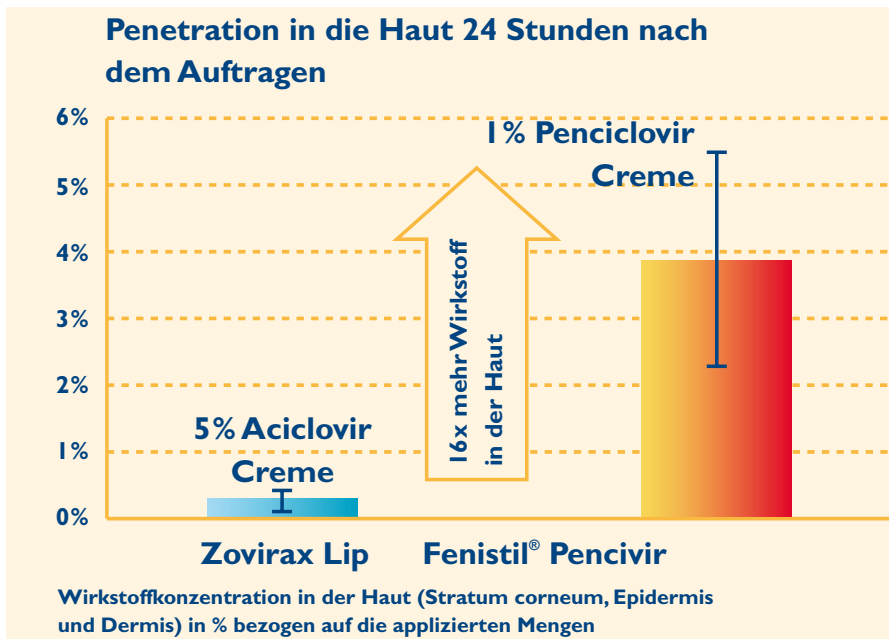 Penetration in die Haut 24 Stunden nach
dem Auftragen
6%
5%
4%
3%
2%
1%
0%
1% Penciclovir
Creme
16x mehr Wirkstoff
in der Haut
5% Aciclovir
Creme
Zovirax Lip
Fenistil® Pencivir
Wirkstoffkonzentration in der Haut (Stratum corneum, Epidermis
und Dermis) in % bezogen auf die applizierten Mengen